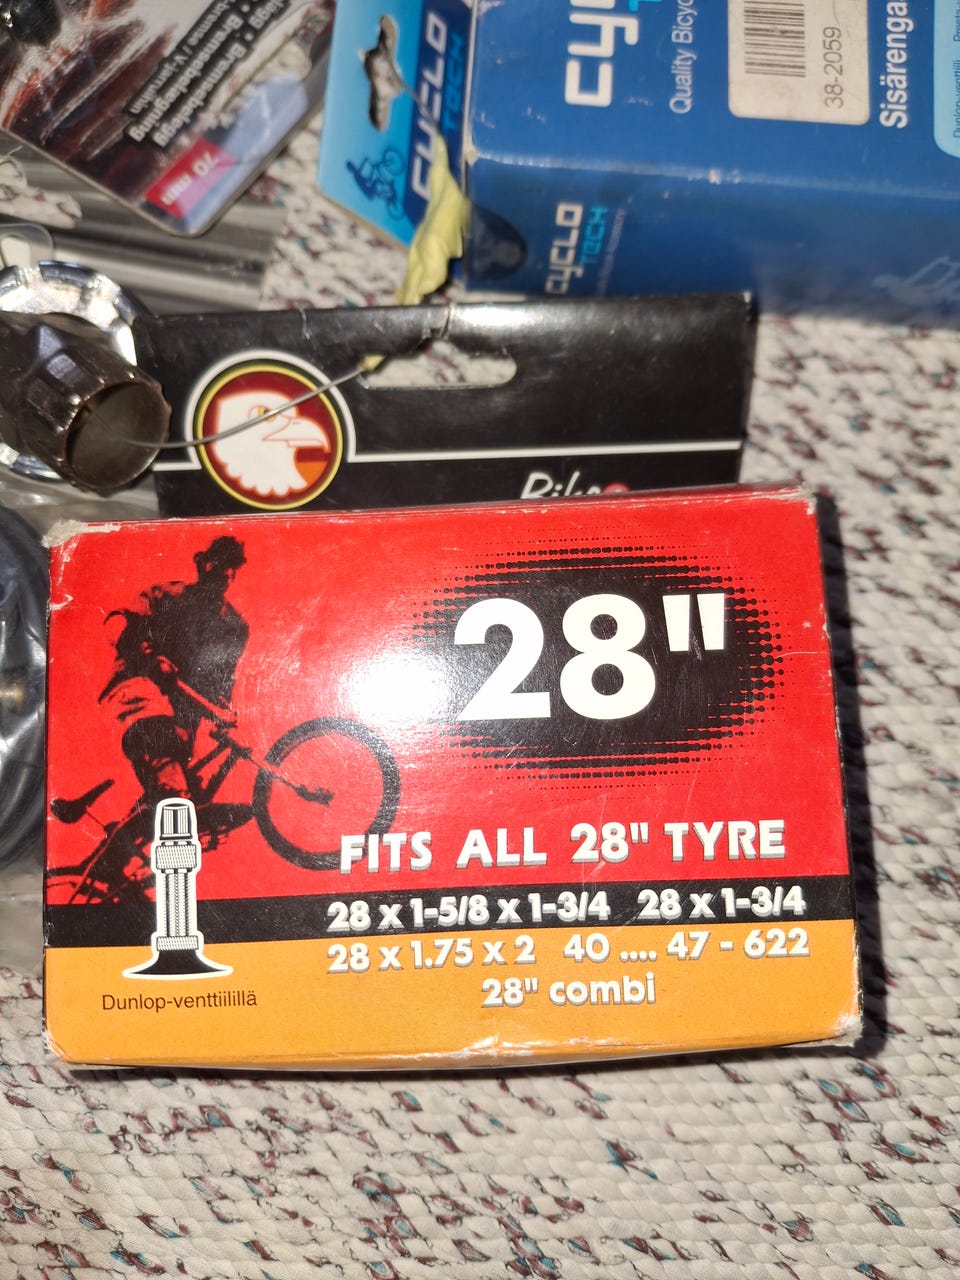 Bremsebelegg
70 mm
CYCLO
TECH
CYCLO
Quality Bicyc
38-2059
Sisärenga
CYCLO
TECH
28"
FITS ALL 28" TYRE
28 x 1-5/8 x 1-3/4 28 x 1-3/4
28 x 1.75 x 2 40 .... 47 - 622
28" combi
Dunlop-venttiilillä